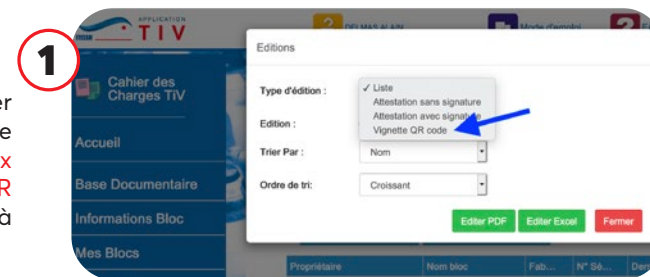 1
er
e
x
R
à
APPLICATION
TIV
Cahier des
Charges TIV
Accueil
Base Documentaire
Informations Bloc
Mes Blocs
DELMAS ALAIN
Mode d'emploi
Editions
Type d'édition :
✓ Liste
Attestation sans signature
Attestation avec signature
Vignette QR code
Edition :
Trier Par :
Nom
Ordre de tri:
Croissant
Editer PDF
Editer Excel
Fermer
Propriétaire
Nom bloc
Fab...
N° Sé...
Der